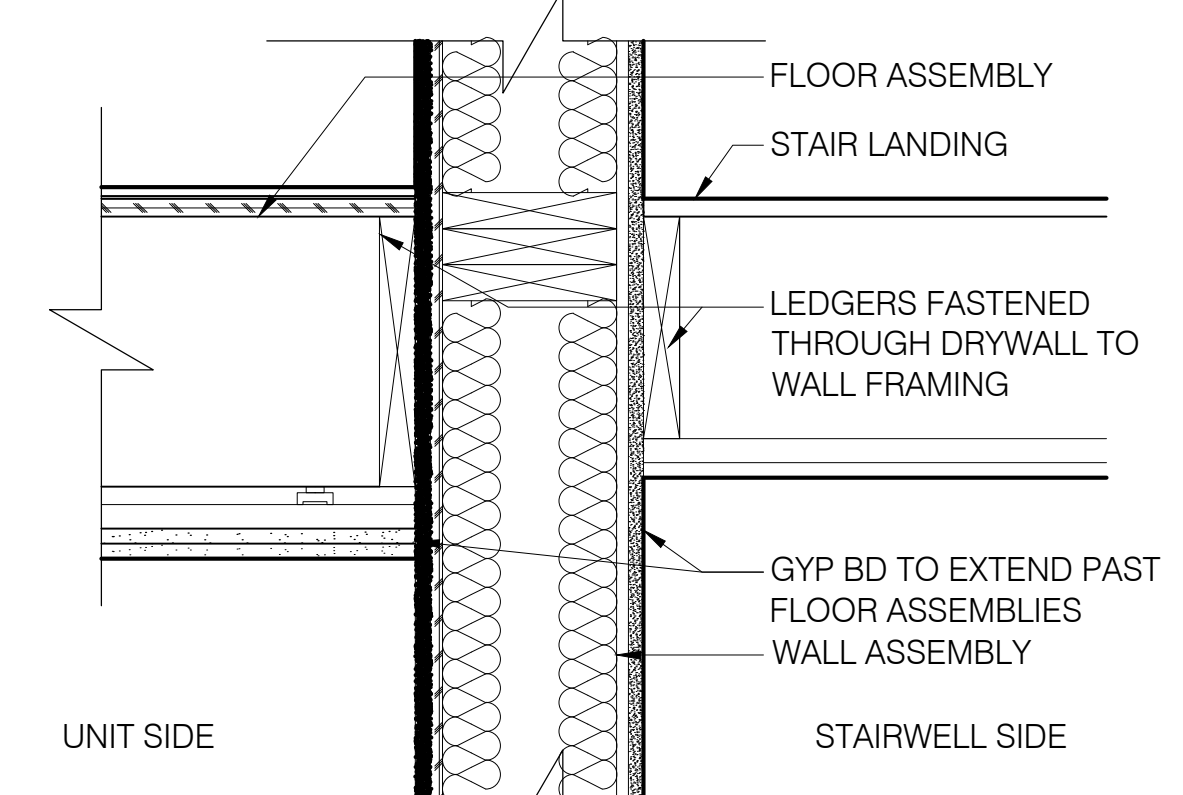 FLOOR ASSEMBLY
STAIR LANDING
LEDGERS FASTENED
THROUGH DRYWALL TO
WALL FRAMING
GYP BD TO EXTEND PAST
FLOOR ASSEMBLIES
WALL ASSEMBLY
UNIT SIDE
STAIRWELL SIDE